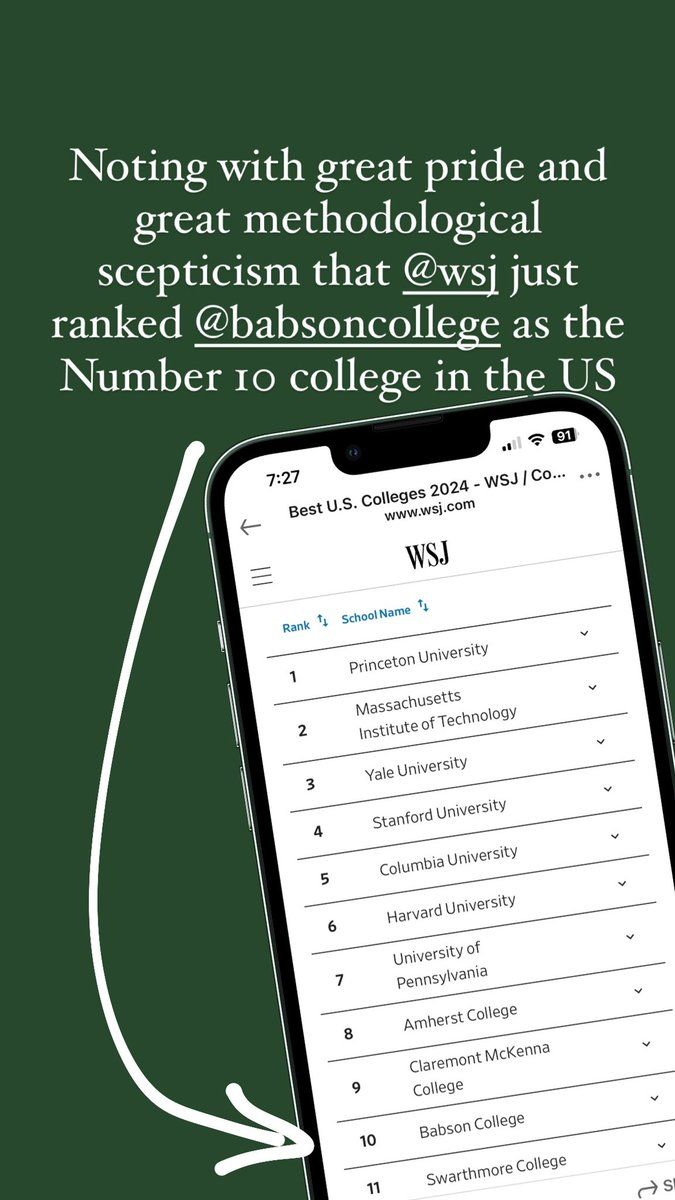 Noting with great pride and
great methodological
scepticism that @wsj just
ranked @babsoncollege as the
Number 10 college in the US
7:27
91
Best U.S. Colleges 2024 - WSJ / Co...
www.wsj.com
WSJ
Rank School Name
1 Princeton University
2 Massachusetts
Institute of Technology
3 Yale University
4 Stanford University
5 Columbia University
6 Harvard University
7 University of
Pennsylvania
8 Amherst College
9 Claremont McKenna
College
10 Babson College
11 Swarthmore College